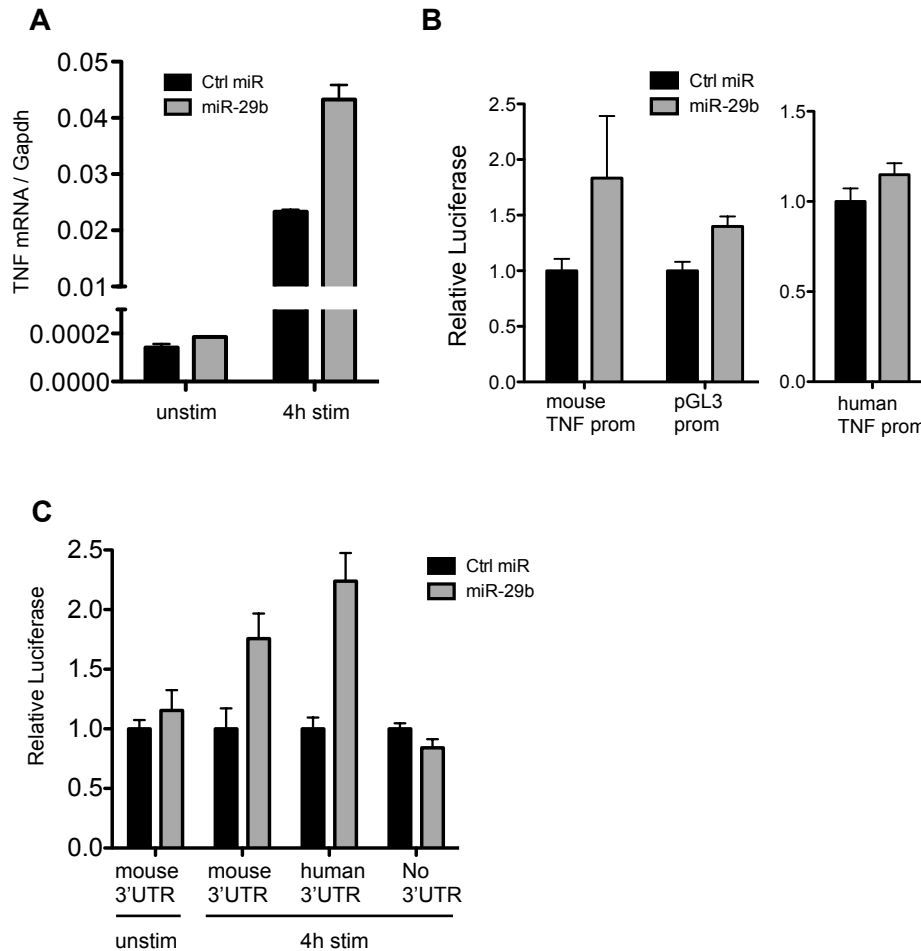 A
Ctrl miR
miR-29b
TNF mRNA / Gapdh
0.05
0.04
0.03
0.02
0.01
0.0002
0.0000
unstim
4h stim
B
Ctrl miR
miR-29b
Relative Luciferase
2.5
2.0
1.5
1.0
0.5
0.0
mouse
TNF prom
pGL3
prom
1.5
1.0
0.5
0.0
human
TNF prom
C
Ctrl miR
miR-29b
Relative Luciferase
2.5
2.0
1.5
1.0
0.5
0.0
mouse
3'UTR
mouse
3'UTR
human
3'UTR
No
3'UTR
unstim
4h stim